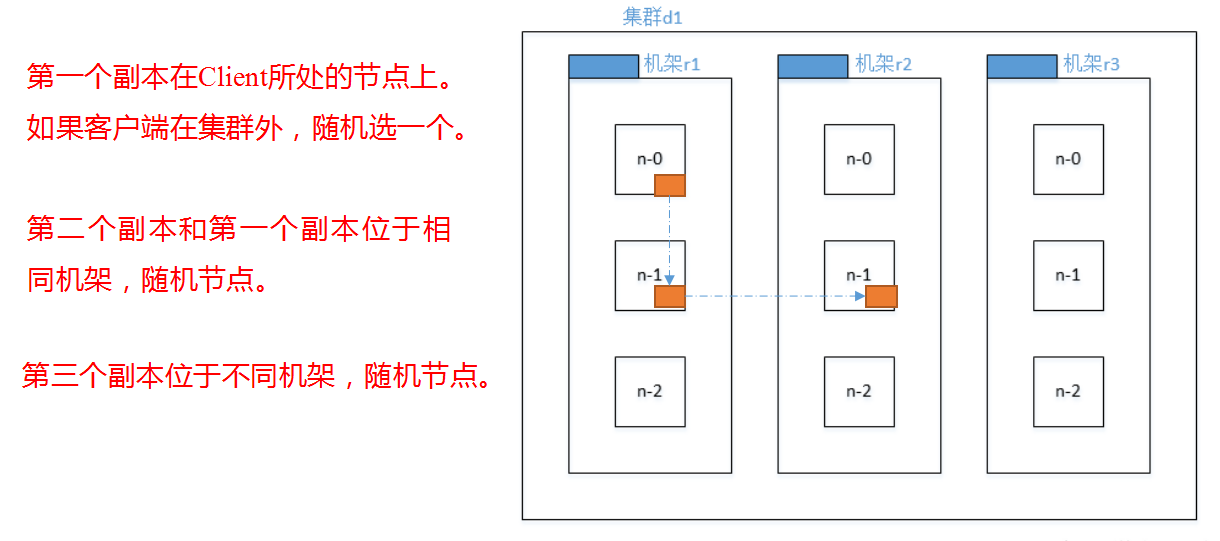 第一个副本在Client所处的节点上。
如果客户端在集群外，随机选一个。
第二个副本和第一个副本位于相
同机架，随机节点。
第三个副本位于不同机架，随机节点。
集群d1
机架r1
机架r2
机架r3
n-0
n-0
n-0
n-1
n-1
n-1
n-2
n-2
n-2